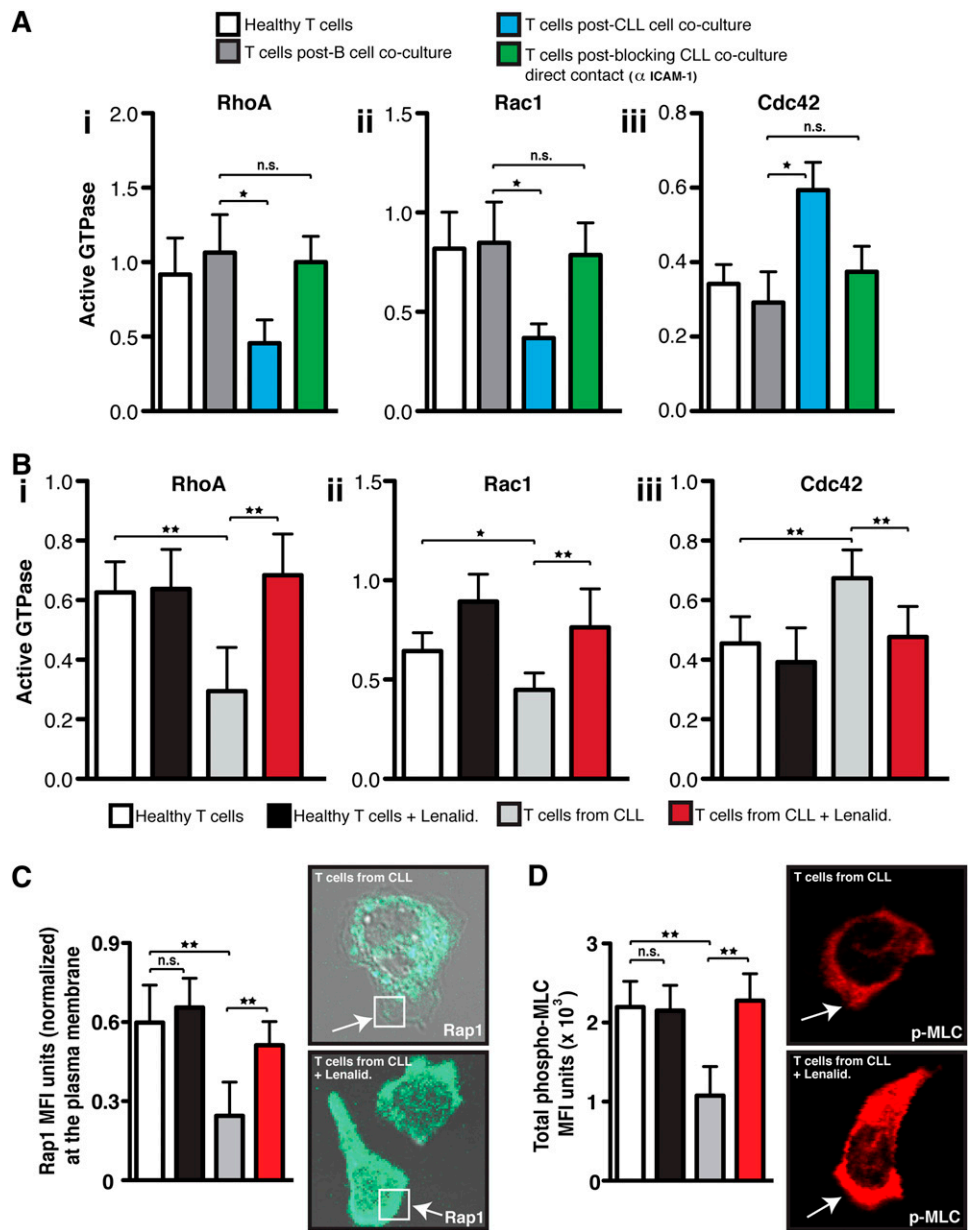 A
Healthy T cells
T cells post-B cell co-culture
T cells post-CLL cell co-culture
T cells post-blocking CLL co-culture
direct contact (α ICAM-1)
i
RhoA
Active GTPase
2.0
1.5
1.0
0.5
0.0
n.s.
★
ii
Rac1
1.5
1.0
0.5
0.0
n.s.
★
iii
Cdc42
0.8
0.6
0.4
0.2
0.0
n.s.
★
B
i
RhoA
Active GTPase
1.0
0.8
0.6
0.4
0.2
0.0
★★
★★
ii
Rac1
1.5
1.0
0.5
0.0
★
★★
iii
Cdc42
1.0
0.8
0.6
0.4
0.2
0.0
★★
★★
Healthy T cells
Healthy T cells + Lenalid.
T cells from CLL
T cells from CLL + Lenalid.
C
Rap1 MFI units (normalized)
at the plasma membrane
0.9
0.6
0.3
0
★★
n.s.
★★
T cells from CLL
Rap1
T cells from CLL
+ Lenalid.
Rap1
D
Total phospho-MLC
MFI units (x 10³)
3
2
1
0
★★
n.s.
★★
T cells from CLL
p-MLC
T cells from CLL
+ Lenalid.
p-MLC